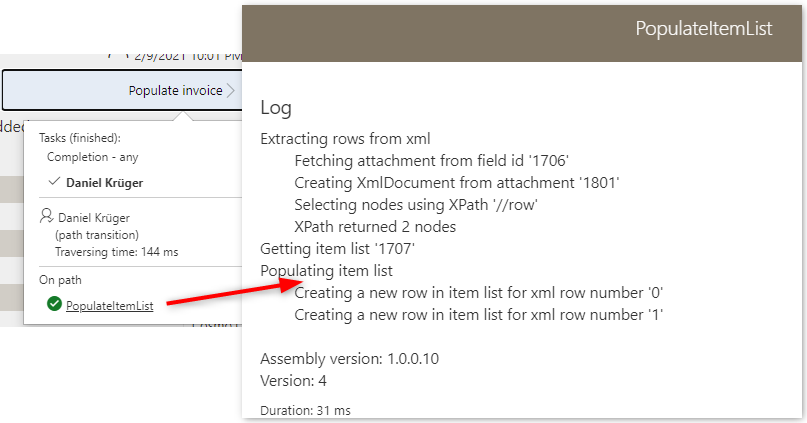 2/9/2021 10:01 PM
Populate invoice
Tasks (finished):
Completion - any
Daniel Krüger
Daniel Krüger
(path transition)
Traversing time: 144 ms
On path
PopulateItemList
PopulateItemList
Log
Extracting rows from xml
Fetching attachment from field id '1706'
Creating XmlDocument from attachment '1801'
Selecting nodes using XPath '//row'
XPath returned 2 nodes
Getting item list '1707'
Populating item list
Creating a new row in item list for xml row number '0'
Creating a new row in item list for xml row number '1'
Assembly version: 1.0.0.10
Version: 4
Duration: 31 ms